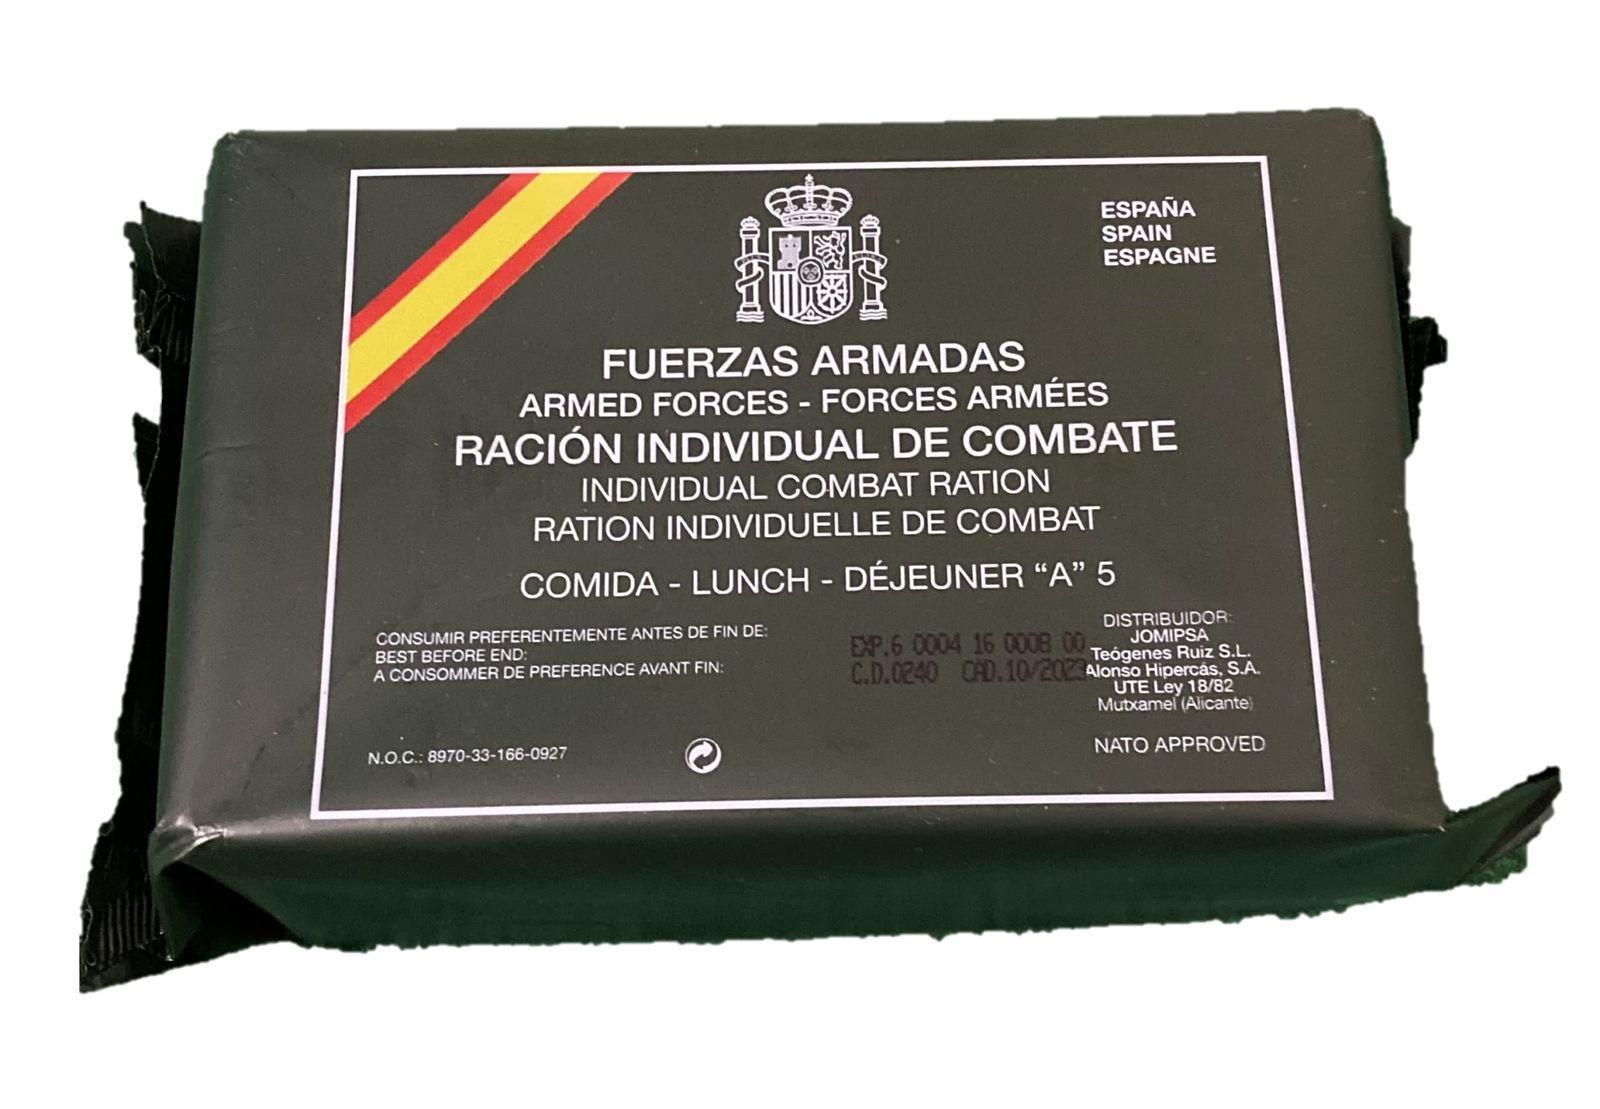 ESPAÑA
SPAIN
ESPAGNE
FUERZAS ARMADAS
ARMED FORCES - FORCES ARMÉES
RACIÓN INDIVIDUAL DE COMBATE
INDIVIDUAL COMBAT RATION
RATION INDIVIDUELLE DE COMBAT
COMIDA - LUNCH - DÉJEUNER “A” 5
CONSUMIR PREFERENTEMENTE ANTES DE FIN DE:
BEST BEFORE END:
A CONSOMMER DE PREFERENCE AVANT FIN:
EXP.6 0004 16 0008 00
C.D.0240 CAD.10/2023
DISTRIBUIDOR:
JOMIPSA
Teógenes Ruiz S.L.
Alonso Hipercás, S.A.
UTE Ley 18/82
Mutxamel (Alicante)
N.O.C.: 8970-33-166-0927
NATO APPROVED